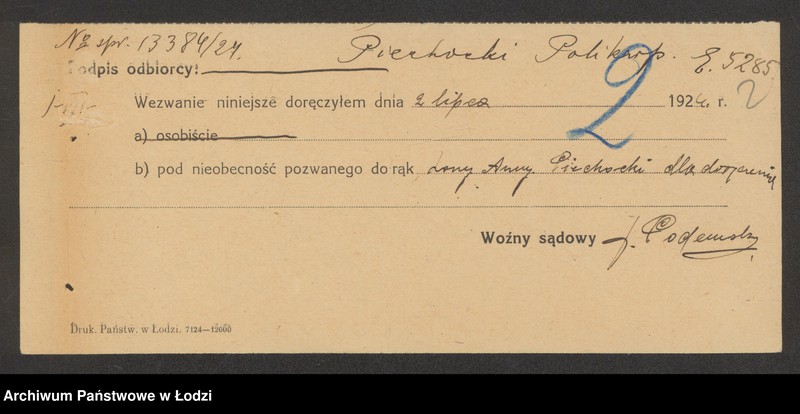 № spr. 13384/24. Piechocki Polikarp. E. 5285
Podpis odbiorcy:
2
Wezwanie niniejsze doręczyłem dnia 2 lipca 1924 r. 2
a) osobiście
b) pod nieobecność pozwanego do rąk żony Anny Piechocki dla doręczenia
Woźny sądowy J. Podemski
Druk. Państw. w Łodzi. 7124—12000
Archiwum Państwowe w Łodzi